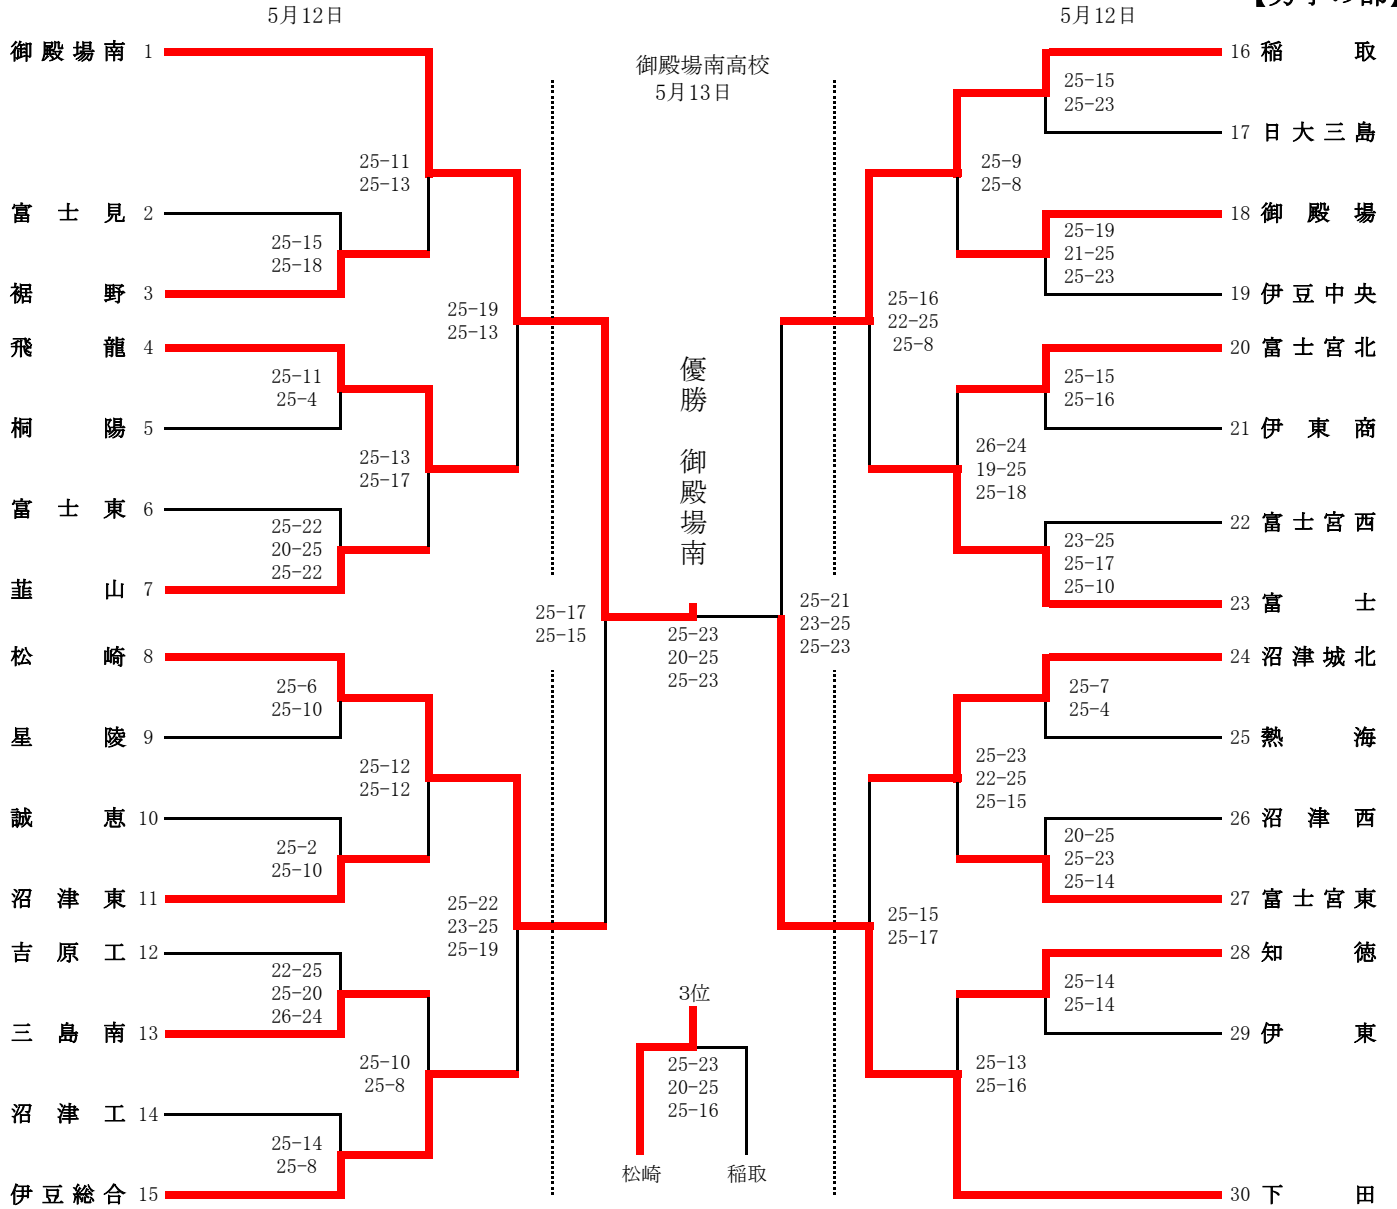 5月12日
5月12日
御殿場南高校
5月13日
御殿場南 1
富士見 2
裾野 3
飛龍 4
桐陽 5
富士東 6
韮山 7
松崎 8
星陵 9
誠恵 10
沼津東 11
吉原工 12
三島南 13
沼津工 14
伊豆総合 15
25-15
25-18
25-11
25-4
25-22
20-25
25-22
25-6
25-10
25-2
25-10
22-25
25-20
26-24
25-14
25-8
25-11
25-13
25-13
25-17
25-12
25-12
25-10
25-8
25-19
25-13
25-22
23-25
25-19
25-17
25-15
優勝 御殿場南
25-23
20-25
25-23
3位
25-23
20-25
25-16
松崎
稲取
25-21
23-25
25-23
25-16
22-25
25-8
25-15
25-17
25-9
25-8
26-24
19-25
25-18
25-23
22-25
25-15
25-13
25-16
25-15
25-23
25-19
21-25
25-23
25-15
25-16
23-25
25-17
25-10
25-7
25-4
20-25
25-23
25-14
25-14
25-14
16 稲取
17 日大三島
18 御殿場
19 伊豆中央
20 富士宮北
21 伊東商
22 富士宮西
23 富士
24 沼津城北
25 熱海
26 沼津西
27 富士宮東
28 知徳
29 伊東
30 下田